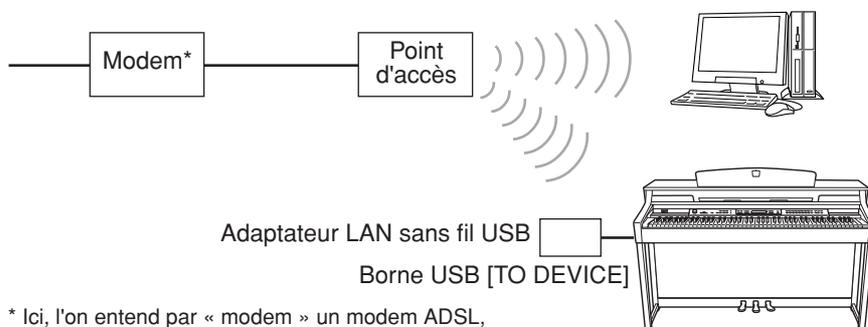 Modem*
Point
d'accès
Adaptateur LAN sans fil USB
Borne USB [TO DEVICE]
* Ici, l'on entend par « modem » un modem ADSL,